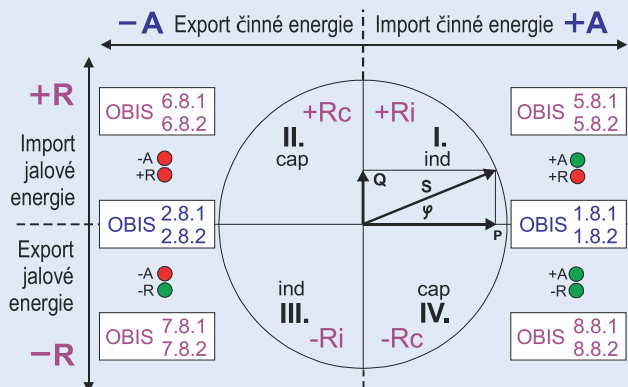 –A Export činné energie Import činné energie +A
+R
Import
jalové
energie
Export
jalové
energie
–R
OBIS 6.8.1
6.8.2
-A
+R
OBIS 2.8.1
2.8.2
-A
-R
OBIS 7.8.1
7.8.2
+Rc +Ri
II. I.
cap ind
Q S
φ
P
ind cap
III. IV.
-Ri -Rc
OBIS 5.8.1
5.8.2
+A
+R
OBIS 1.8.1
1.8.2
+A
-R
OBIS 8.8.1
8.8.2